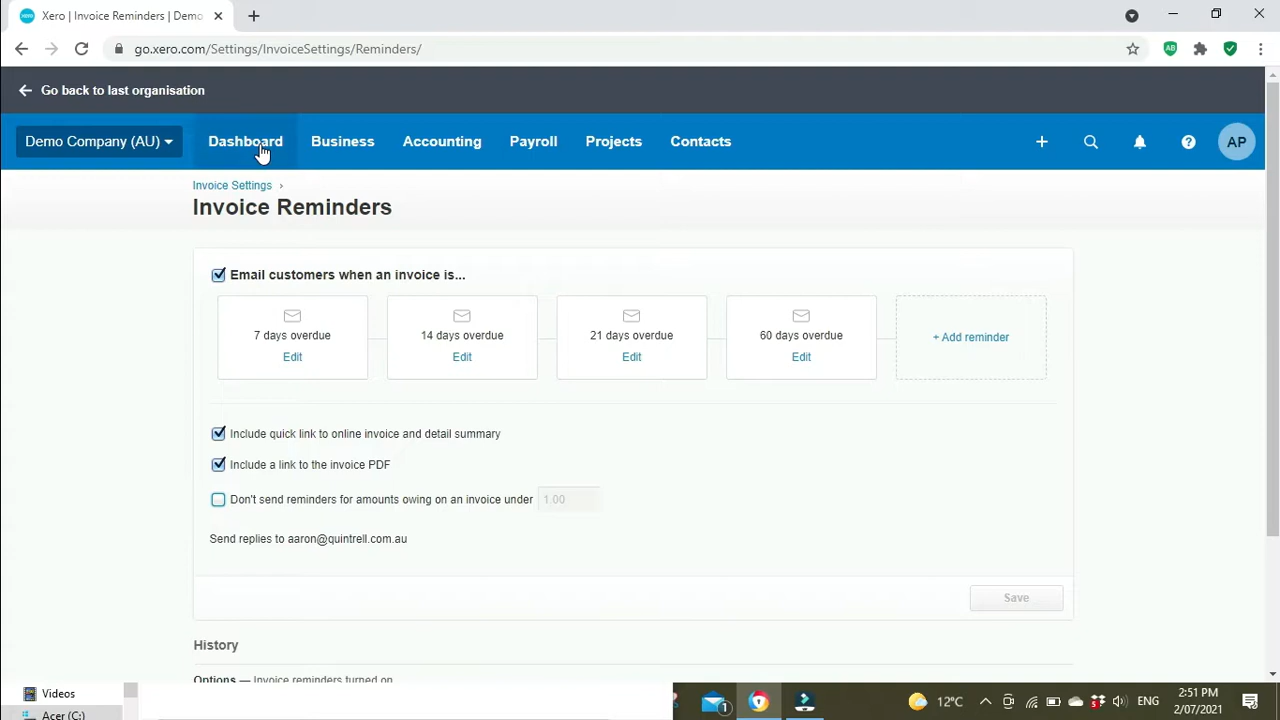 Xero | Invoice Reminders | Demo
go.xero.com/Settings/InvoiceSettings/Reminders/
Go back to last organisation
Demo Company (AU) Dashboard Business Accounting Payroll Projects Contacts AP
Invoice Settings ›
Invoice Reminders
Email customers when an invoice is...
7 days overdue 14 days overdue 21 days overdue 60 days overdue + Add reminder
Edit Edit Edit Edit
Include quick link to online invoice and detail summary
Include a link to the invoice PDF
Don't send reminders for amounts owing on an invoice under 1.00
Send replies to aaron@quintrell.com.au
Save
History
Options — Invoice reminders turned on
Videos
Acer (C:)
1 12°C ENG 2:51 PM
2/07/2021